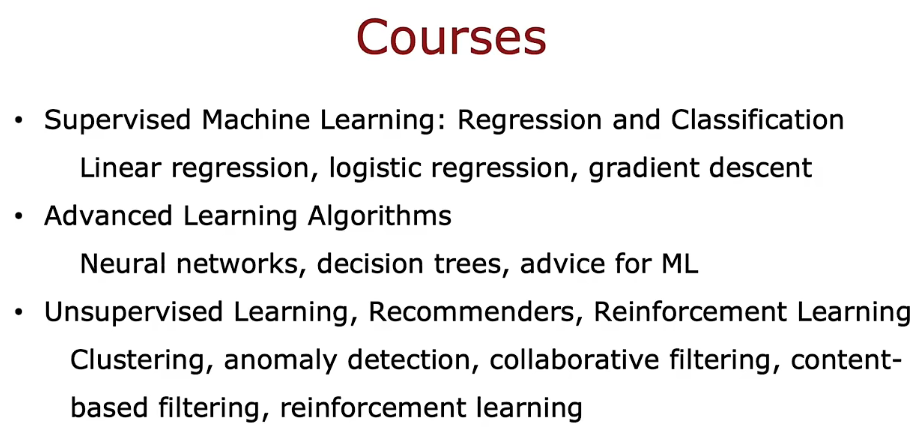 Courses
• Supervised Machine Learning: Regression and Classification
Linear regression, logistic regression, gradient descent
• Advanced Learning Algorithms
Neural networks, decision trees, advice for ML
• Unsupervised Learning, Recommenders, Reinforcement Learning
Clustering, anomaly detection, collaborative filtering, content-
based filtering, reinforcement learning